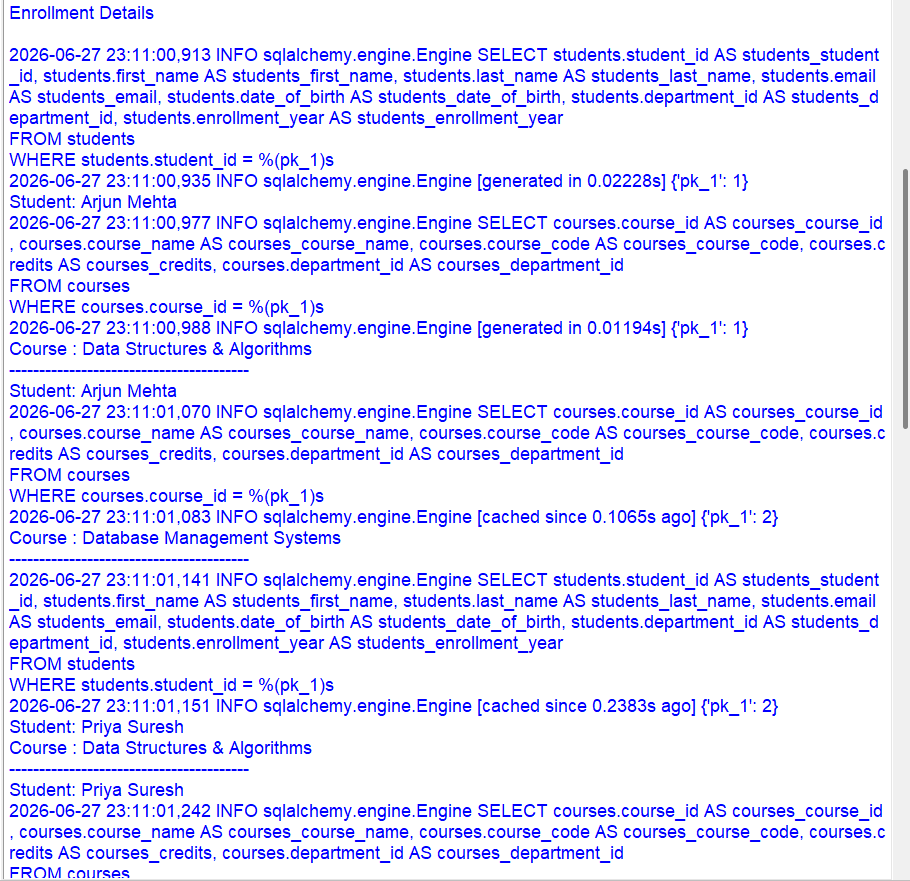 Enrollment Details
2026-06-27 23:11:00,913 INFO sqlalchemy.engine.Engine SELECT students.student_id AS students_student
_id, students.first_name AS students_first_name, students.last_name AS students_last_name, students.email
AS students_email, students.date_of_birth AS students_date_of_birth, students.department_id AS students_d
epartment_id, students.enrollment_year AS students_enrollment_year
FROM students
WHERE students.student_id = %(pk_1)s
2026-06-27 23:11:00,935 INFO sqlalchemy.engine.Engine [generated in 0.02228s] {'pk_1': 1}
Student: Arjun Mehta
2026-06-27 23:11:00,977 INFO sqlalchemy.engine.Engine SELECT courses.course_id AS courses_course_id
, courses.course_name AS courses_course_name, courses.course_code AS courses_course_code, courses.c
redits AS courses_credits, courses.department_id AS courses_department_id
FROM courses
WHERE courses.course_id = %(pk_1)s
2026-06-27 23:11:00,988 INFO sqlalchemy.engine.Engine [generated in 0.01194s] {'pk_1': 1}
Course : Data Structures & Algorithms
----------------------------------------
Student: Arjun Mehta
2026-06-27 23:11:01,070 INFO sqlalchemy.engine.Engine SELECT courses.course_id AS courses_course_id
, courses.course_name AS courses_course_name, courses.course_code AS courses_course_code, courses.c
redits AS courses_credits, courses.department_id AS courses_department_id
FROM courses
WHERE courses.course_id = %(pk_1)s
2026-06-27 23:11:01,083 INFO sqlalchemy.engine.Engine [cached since 0.1065s ago] {'pk_1': 2}
Course : Database Management Systems
----------------------------------------
2026-06-27 23:11:01,141 INFO sqlalchemy.engine.Engine SELECT students.student_id AS students_student
_id, students.first_name AS students_first_name, students.last_name AS students_last_name, students.email
AS students_email, students.date_of_birth AS students_date_of_birth, students.department_id AS students_d
epartment_id, students.enrollment_year AS students_enrollment_year
FROM students
WHERE students.student_id = %(pk_1)s
2026-06-27 23:11:01,151 INFO sqlalchemy.engine.Engine [cached since 0.2383s ago] {'pk_1': 2}
Student: Priya Suresh
Course : Data Structures & Algorithms
----------------------------------------
Student: Priya Suresh
2026-06-27 23:11:01,242 INFO sqlalchemy.engine.Engine SELECT courses.course_id AS courses_course_id
, courses.course_name AS courses_course_name, courses.course_code AS courses_course_code, courses.c
redits AS courses_credits, courses.department_id AS courses_department_id
FROM courses